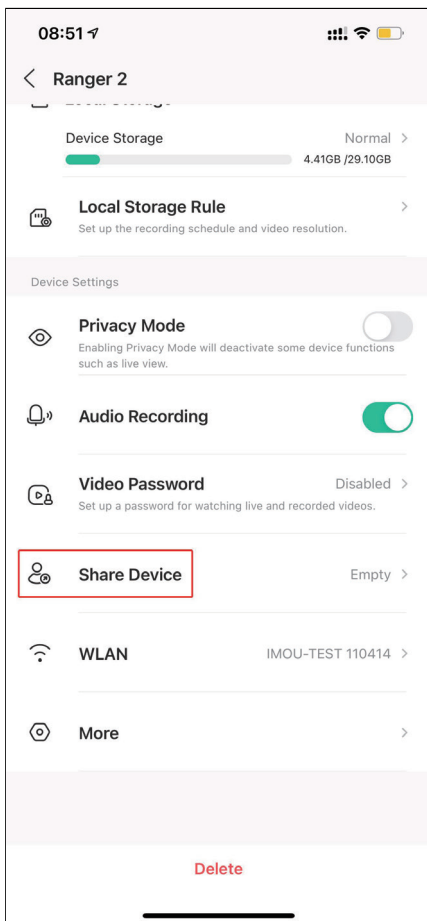 08:51
Ranger 2
Local Storage
Device Storage Normal
4.41GB /29.10GB
Local Storage Rule
Set up the recording schedule and video resolution.
Device Settings
Privacy Mode
Enabling Privacy Mode will deactivate some device functions
such as live view.
Audio Recording
Video Password Disabled
Set up a password for watching live and recorded videos.
Share Device Empty
WLAN IMOU-TEST 110414
More
Delete